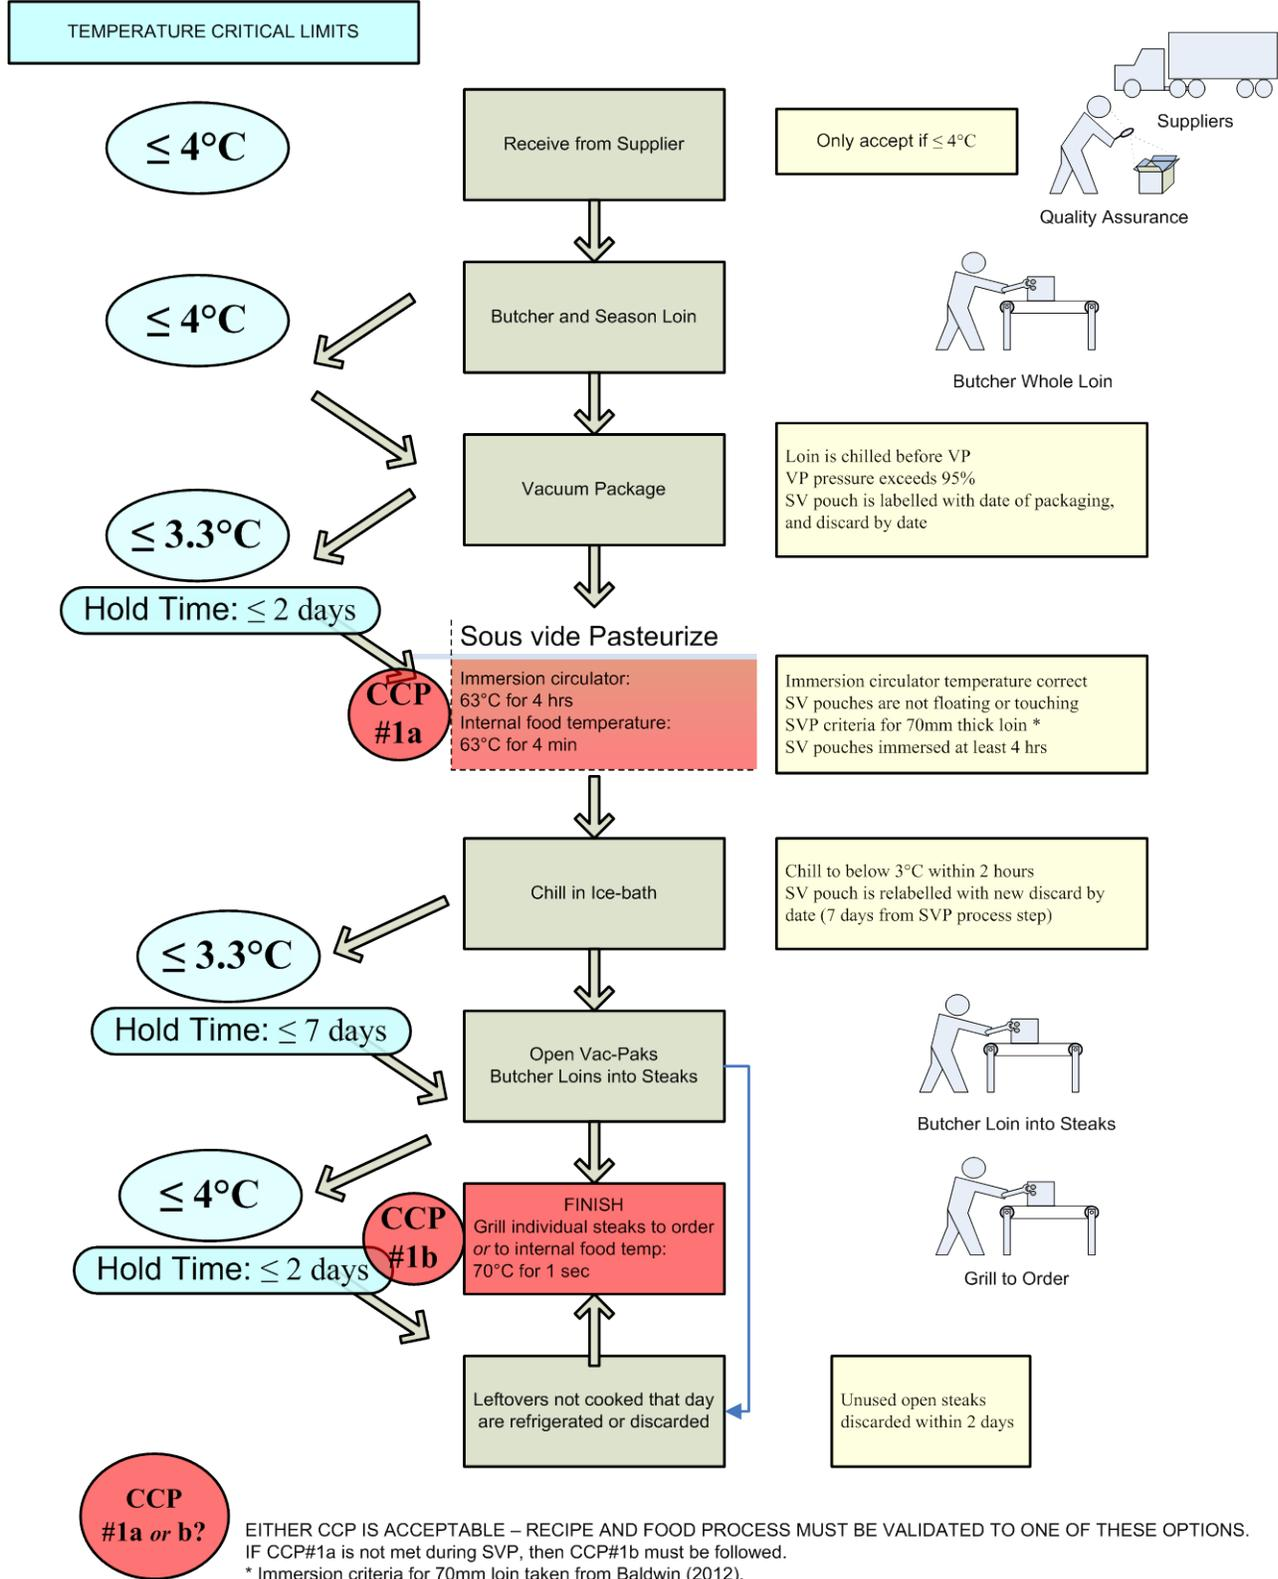 TEMPERATURE CRITICAL LIMITS
Suppliers
≤ 4°C
Receive from Supplier
Only accept if ≤ 4°C
Quality Assurance
≤ 4°C
Butcher and Season Loin
Butcher Whole Loin
Vacuum Package
Loin is chilled before VP
VP pressure exceeds 95%
SV pouch is labelled with date of packaging,
and discard by date
≤ 3.3°C
Hold Time: ≤ 2 days
Sous vide Pasteurize
CCP
#1a
Immersion circulator:
63°C for 4 hrs
Internal food temperature:
63°C for 4 min
Immersion circulator temperature correct
SV pouches are not floating or touching
SVP criteria for 70mm thick loin *
SV pouches immersed at least 4 hrs
Chill in Ice-bath
Chill to below 3°C within 2 hours
SV pouch is relabelled with new discard by
date (7 days from SVP process step)
≤ 3.3°C
Hold Time: ≤ 7 days
Open Vac-Paks
Butcher Loins into Steaks
Butcher Loin into Steaks
≤ 4°C
Hold Time: ≤ 2 days
CCP
#1b
FINISH
Grill individual steaks to order
or to internal food temp:
70°C for 1 sec
Grill to Order
Leftovers not cooked that day
are refrigerated or discarded
Unused open steaks
discarded within 2 days
CCP
#1a or b?
EITHER CCP IS ACCEPTABLE – RECIPE AND FOOD PROCESS MUST BE VALIDATED TO ONE OF THESE OPTIONS.
IF CCP#1a is not met during SVP, then CCP#1b must be followed.
* Immersion criteria for 70mm loin taken from Baldwin (2012).